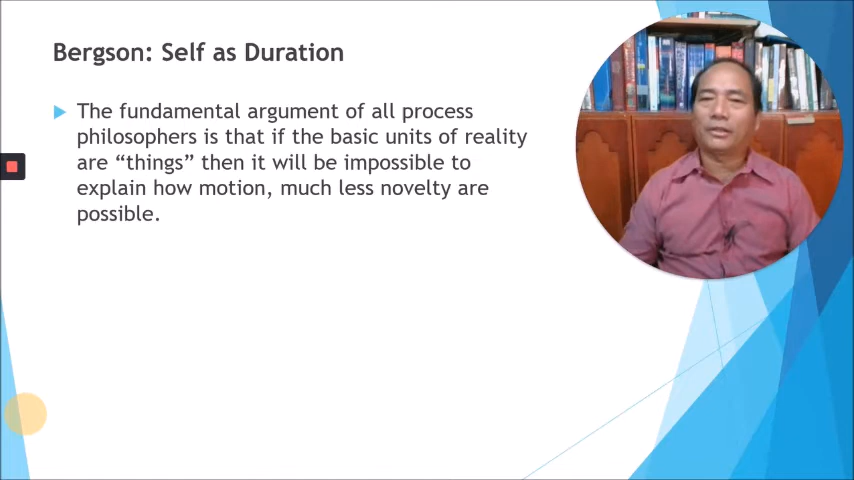 Bergson: Self as Duration
The fundamental argument of all process
philosophers is that if the basic units of reality
are “things” then it will be impossible to
explain how motion, much less novelty are
possible.